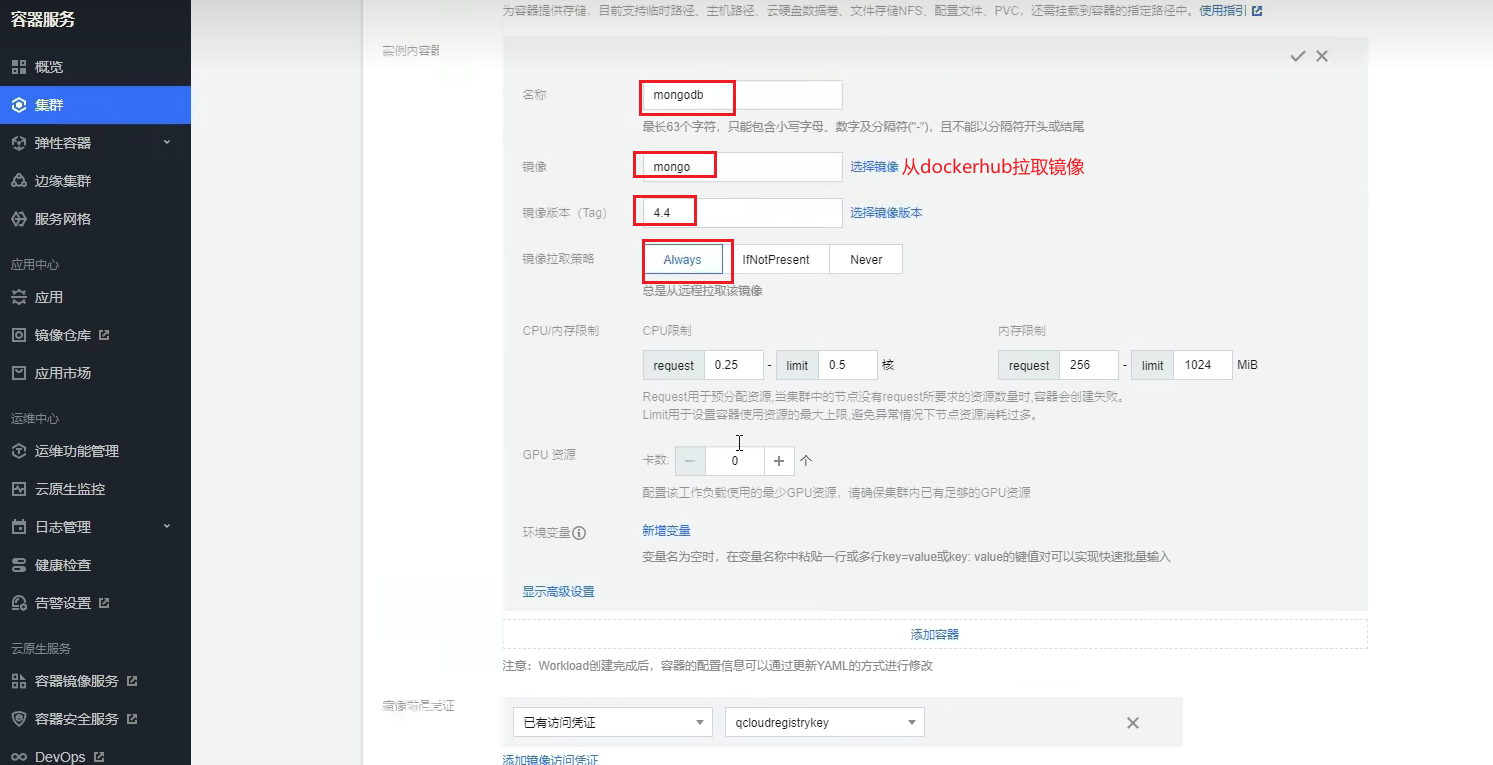 容器服务
概览
集群
弹性容器
边缘集群
服务网格
应用中心
应用
镜像仓库
应用市场
运维中心
运维功能管理
云原生监控
日志管理
健康检查
告警设置
云原生服务
容器镜像服务
容器安全服务
DevOps
为容器提供存储，目前支持临时路径、主机路径、云硬盘数据卷、文件存储NFS、配置文件、PVC，还需挂载到容器的指定路径中。使用指引
实例内容器
名称 mongodb
最长63个字符，只能包含小写字母、数字及分隔符("-")，且不能以分隔符开头或结尾
镜像 mongo 选择镜像 从dockerhub拉取镜像
镜像版本（Tag） 4.4 选择镜像版本
镜像拉取策略 Always IfNotPresent Never
总是从远程拉取该镜像
CPU/内存限制 CPU限制 内存限制
request 0.25 - limit 0.5 核 request 256 - limit 1024 MiB
Request用于预分配资源,当集群中的节点没有request所要求的资源数量时,容器会创建失败。
Limit用于设置容器使用资源的最大上限,避免异常情况下节点资源消耗过多。
GPU 资源 卡数: − 0 + 个
配置该工作负载使用的最少GPU资源，请确保集群内已有足够的GPU资源
环境变量 新增变量
变量名为空时，在变量名称中粘贴一行或多行key=value或key: value的键值对可以实现快速批量输入
显示高级设置
添加容器
注意：Workload创建完成后，容器的配置信息可以通过更新YAML的方式进行修改
已有访问凭证 qcloudregistrykey
添加镜像访问凭证